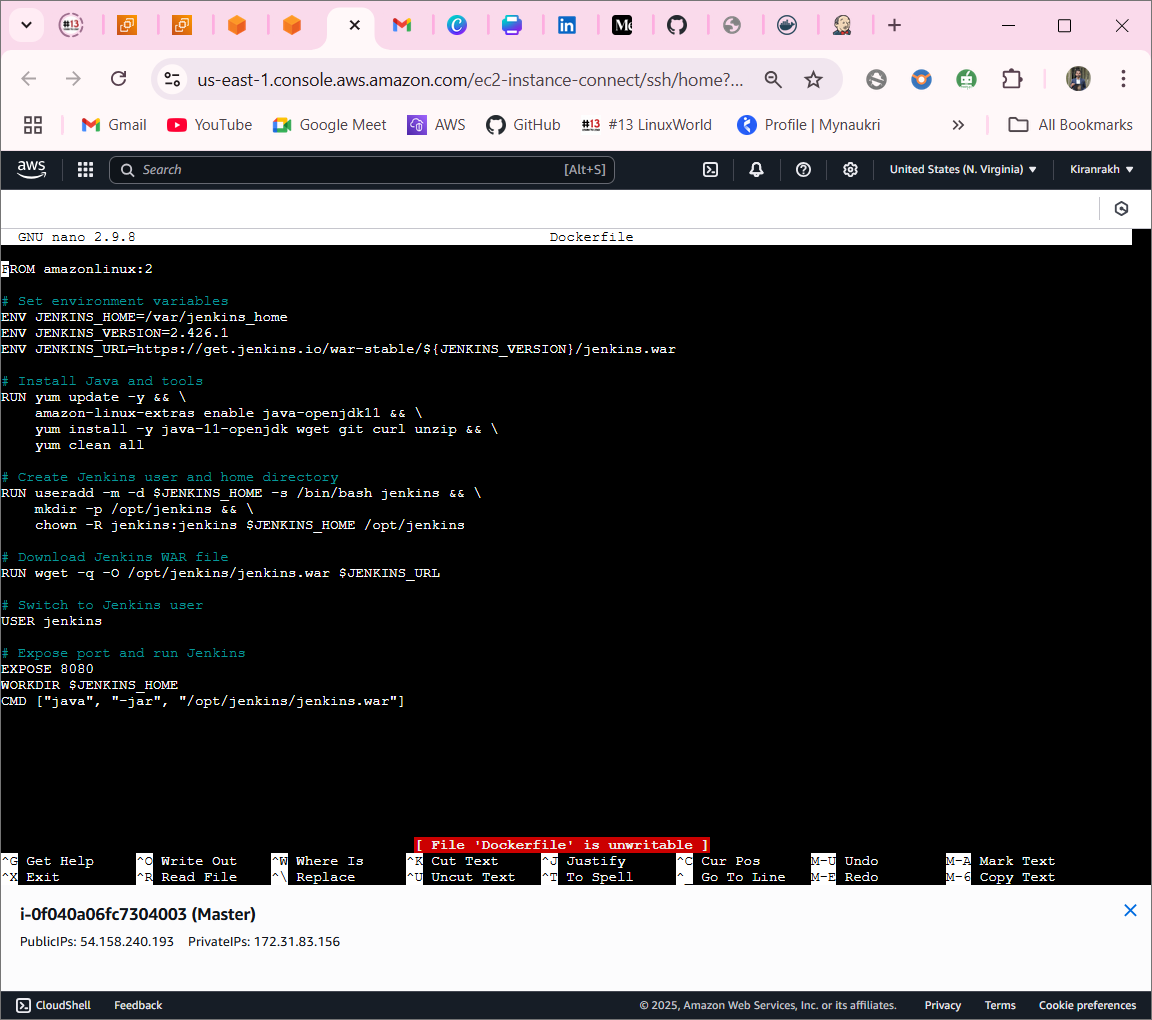 #13
us-east-1.console.aws.amazon.com/ec2-instance-connect/ssh/home?...
Gmail YouTube Google Meet AWS GitHub #13 #13 LinuxWorld Profile | Mynaukri » All Bookmarks
aws Search [Alt+S] United States (N. Virginia) Kiranrakh
GNU nano 2.9.8 Dockerfile
FROM amazonlinux:2
# Set environment variables
ENV JENKINS_HOME=/var/jenkins_home
ENV JENKINS_VERSION=2.426.1
ENV JENKINS_URL=https://get.jenkins.io/war-stable/${JENKINS_VERSION}/jenkins.war
# Install Java and tools
RUN yum update -y && \
    amazon-linux-extras enable java-openjdk11 && \
    yum install -y java-11-openjdk wget git curl unzip && \
    yum clean all
# Create Jenkins user and home directory
RUN useradd -m -d $JENKINS_HOME -s /bin/bash jenkins && \
    mkdir -p /opt/jenkins && \
    chown -R jenkins:jenkins $JENKINS_HOME /opt/jenkins
# Download Jenkins WAR file
RUN wget -q -O /opt/jenkins/jenkins.war $JENKINS_URL
# Switch to Jenkins user
USER jenkins
# Expose port and run Jenkins
EXPOSE 8080
WORKDIR $JENKINS_HOME
CMD ["java", "-jar", "/opt/jenkins/jenkins.war"]
[ File 'Dockerfile' is unwritable ]
^G Get Help ^O Write Out ^W Where Is ^K Cut Text ^J Justify ^C Cur Pos M-U Undo M-A Mark Text
^X Exit ^R Read File ^\ Replace ^U Uncut Text ^T To Spell ^_ Go To Line M-E Redo M-6 Copy Text
i-0f040a06fc7304003 (Master)
PublicIPs: 54.158.240.193 PrivateIPs: 172.31.83.156
CloudShell Feedback © 2025, Amazon Web Services, Inc. or its affiliates. Privacy Terms Cookie preferences